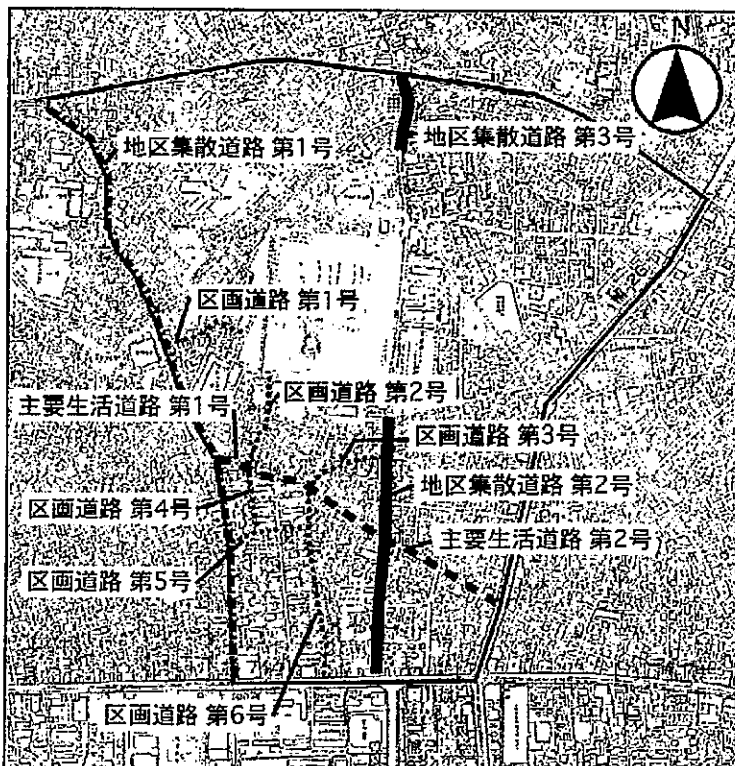 N
地区集散道路 第1号
地区集散道路 第3号
区画道路 第1号
区画道路 第2号
主要生活道路 第1号
区画道路 第3号
地区集散道路 第2号
区画道路 第4号
主要生活道路 第2号
区画道路 第5号
区画道路 第6号